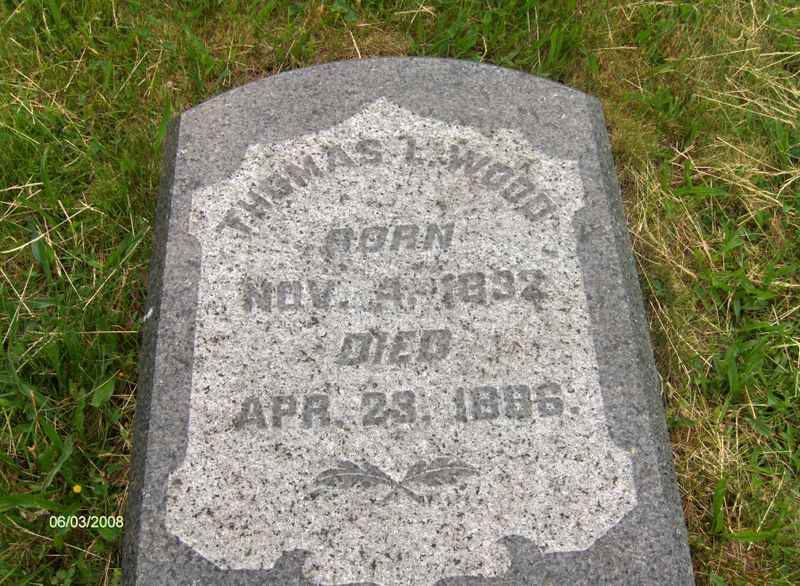 THOMAS L. WOOD
BORN
NOV. 4. 1832
DIED
APR. 23. 1886.
06/03/2008